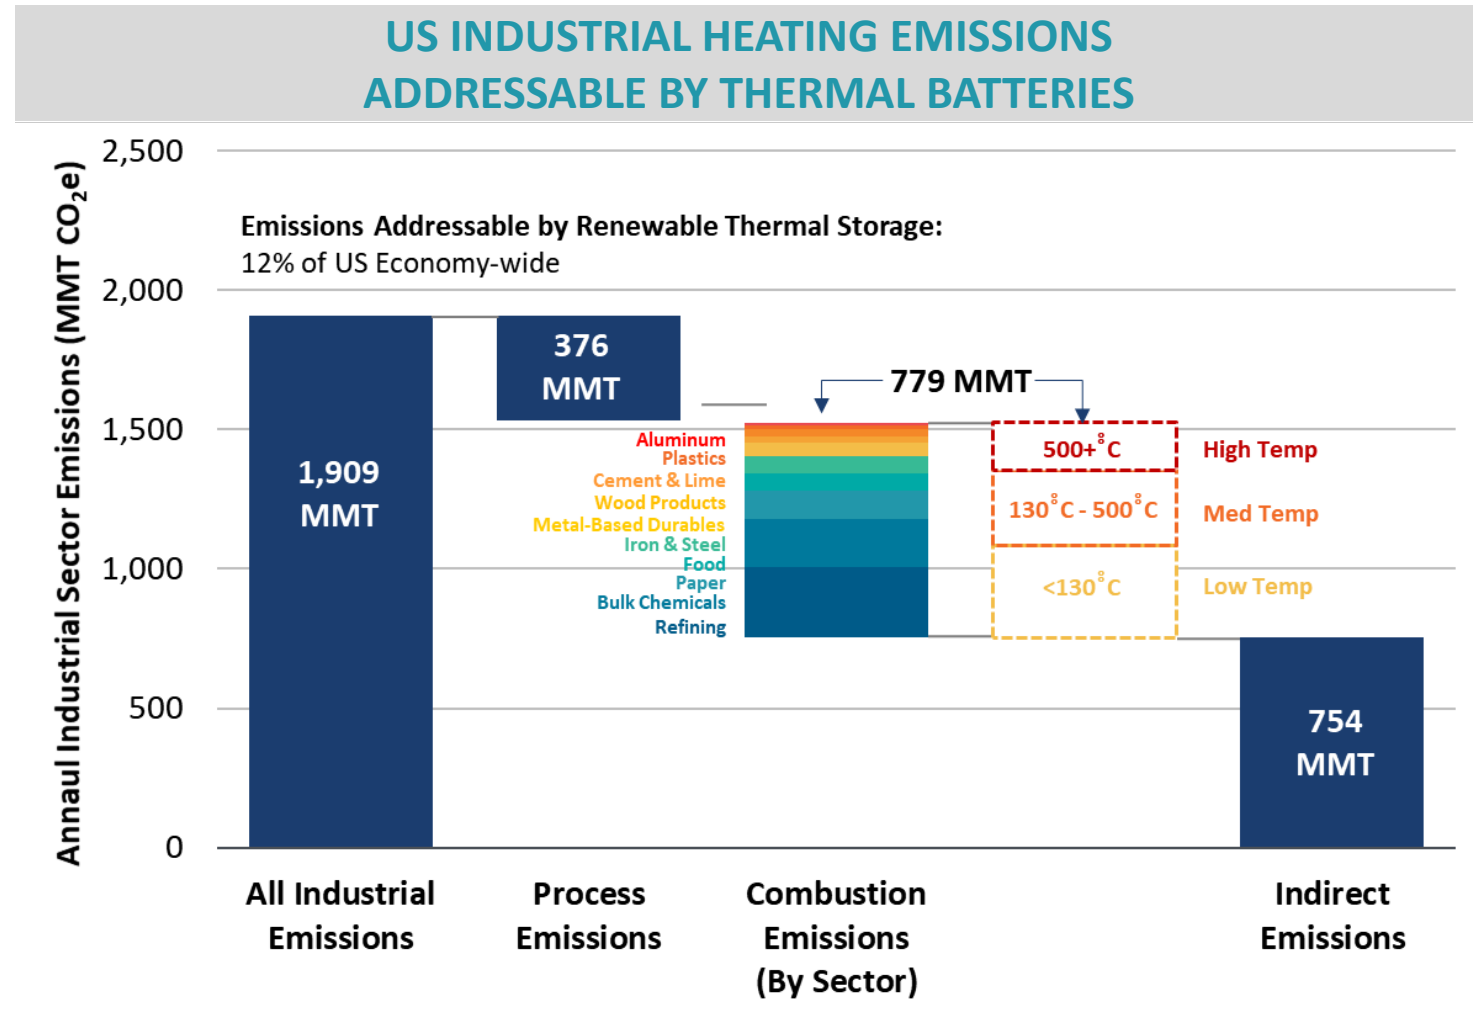 US INDUSTRIAL HEATING EMISSIONS
ADDRESSABLE BY THERMAL BATTERIES
Annaul Industrial Sector Emissions (MMT CO₂e)
2,500
2,000
1,500
1,000
500
0
Emissions Addressable by Renewable Thermal Storage:
12% of US Economy-wide
1,909
MMT
376
MMT
779 MMT
Aluminum
Plastics
Cement & Lime
Wood Products
Metal-Based Durables
Iron & Steel
Food
Paper
Bulk Chemicals
Refining
500+°C
High Temp
130°C - 500°C
Med Temp
<130°C
Low Temp
754
MMT
All Industrial
Emissions
Process
Emissions
Combustion
Emissions
(By Sector)
Indirect
Emissions